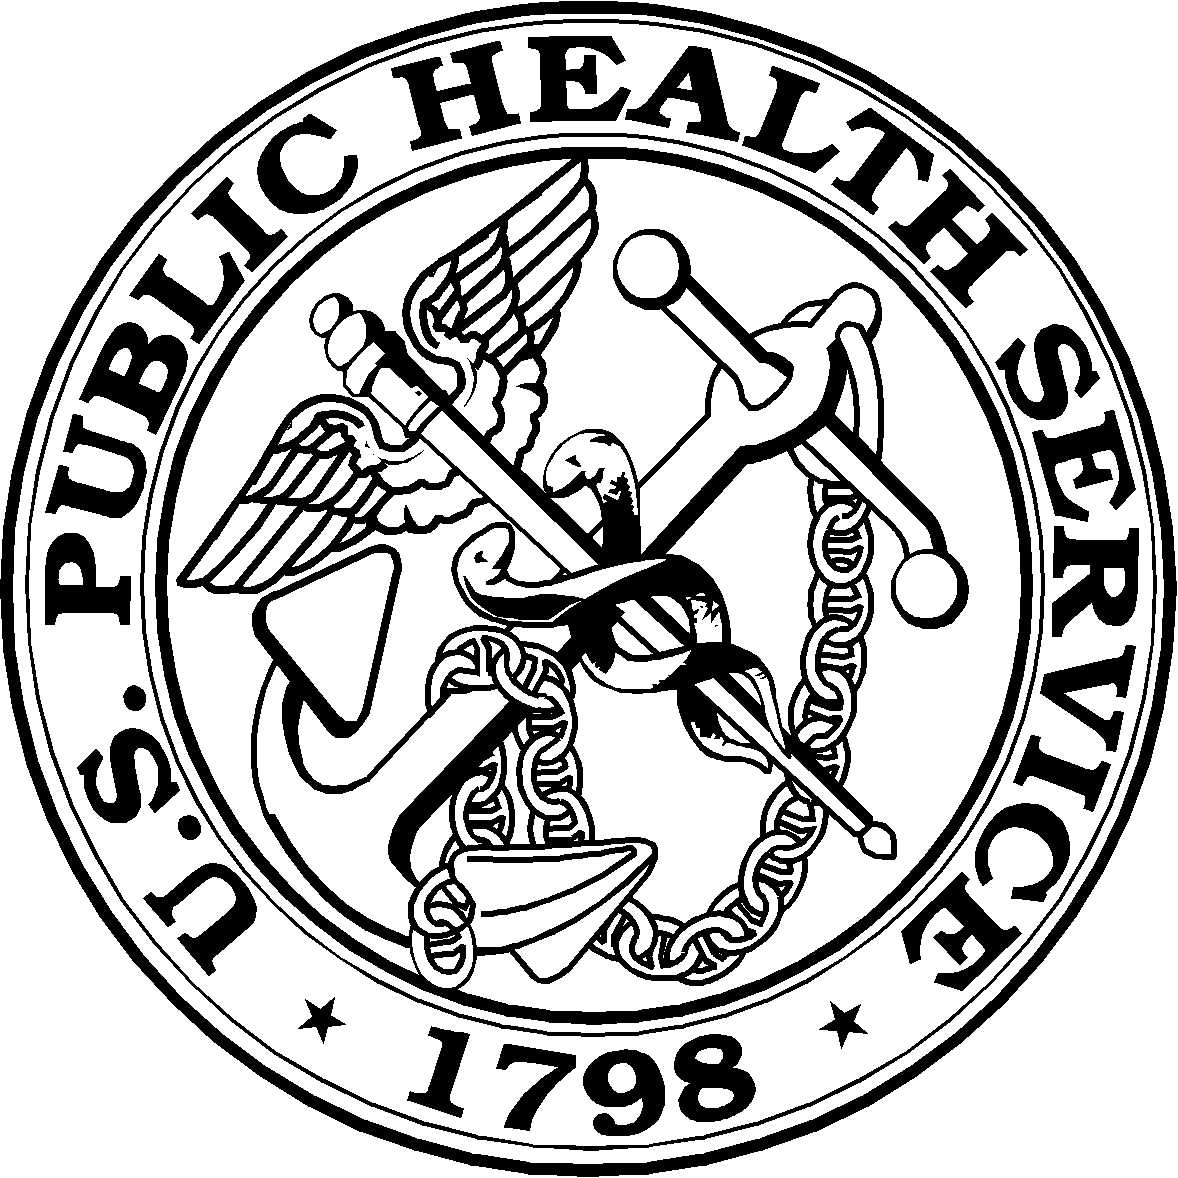 U.S. PUBLIC HEALTH SERVICE
1798